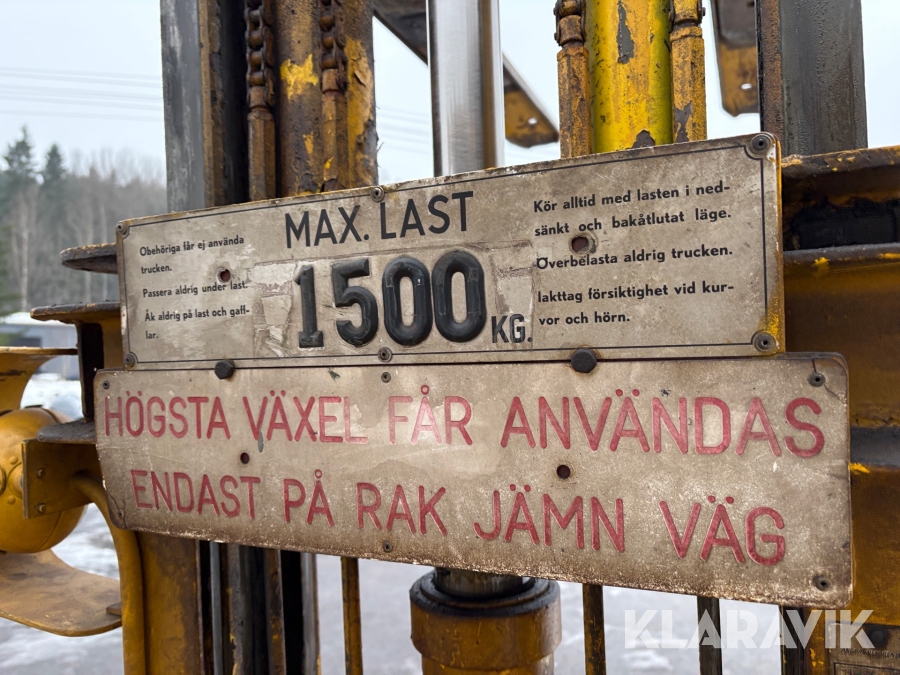 Obehöriga får ej använda
trucken.
Passera aldrig under last.
Åk aldrig på last och gaff-
lar.
MAX. LAST
1500 KG.
Kör alltid med lasten i ned-
sänkt och bakåtlutat läge.
Överbelasta aldrig trucken.
Iakttag försiktighet vid kur-
vor och hörn.
HÖGSTA VÄXEL FÅR ANVÄNDAS
ENDAST PÅ RAK JÄMN VÄG
KLARAVIK